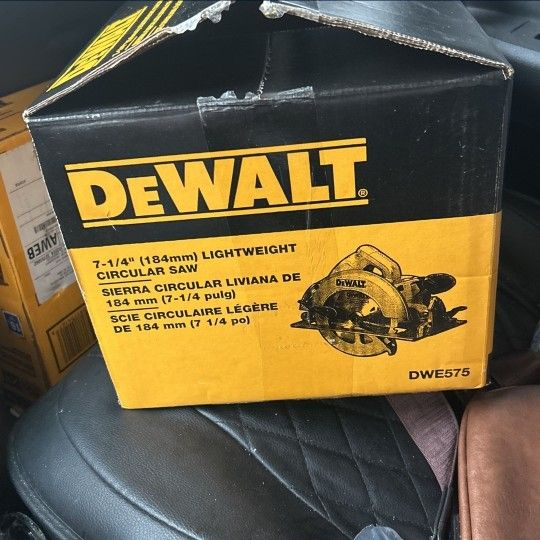 DEWALT®
7-1/4" (184mm) LIGHTWEIGHT
CIRCULAR SAW
SIERRA CIRCULAR LIVIANA DE
184 mm (7-1/4 pulg)
SCIE CIRCULAIRE LÉGÈRE
DE 184 mm (7 1/4 po)
DEWALT
DWE575
AWEB